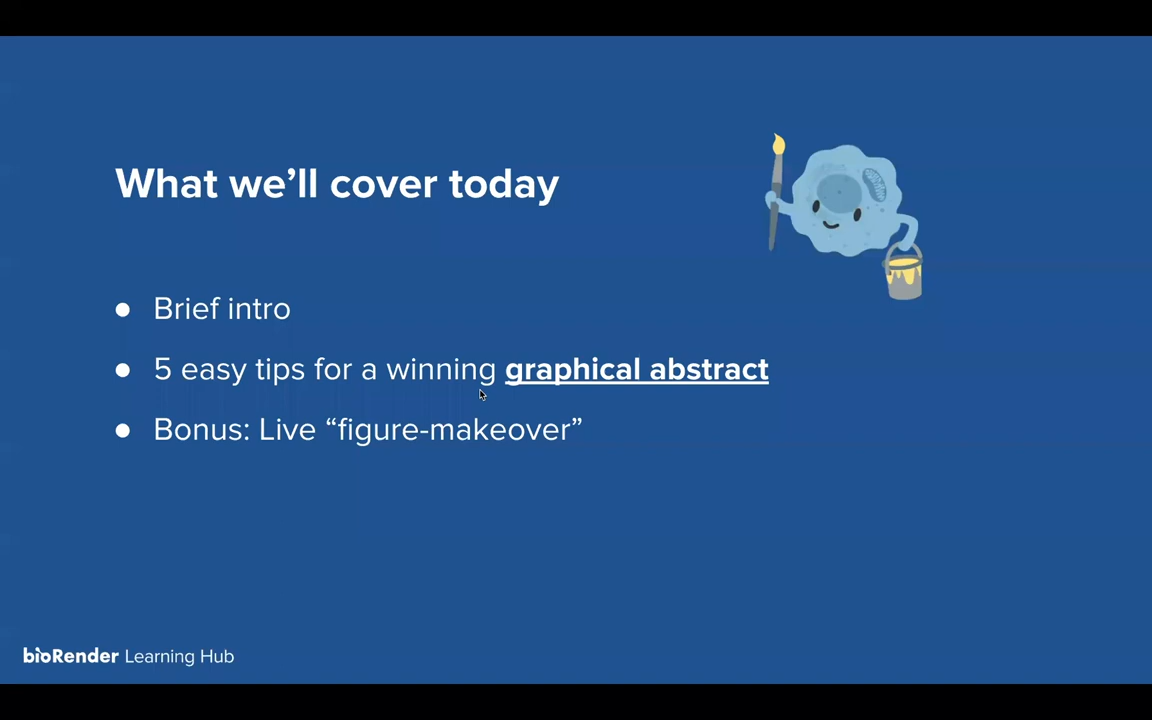 What we’ll cover today
● Brief intro
● 5 easy tips for a winning graphical abstract
● Bonus: Live “figure-makeover”
bioRender Learning Hub